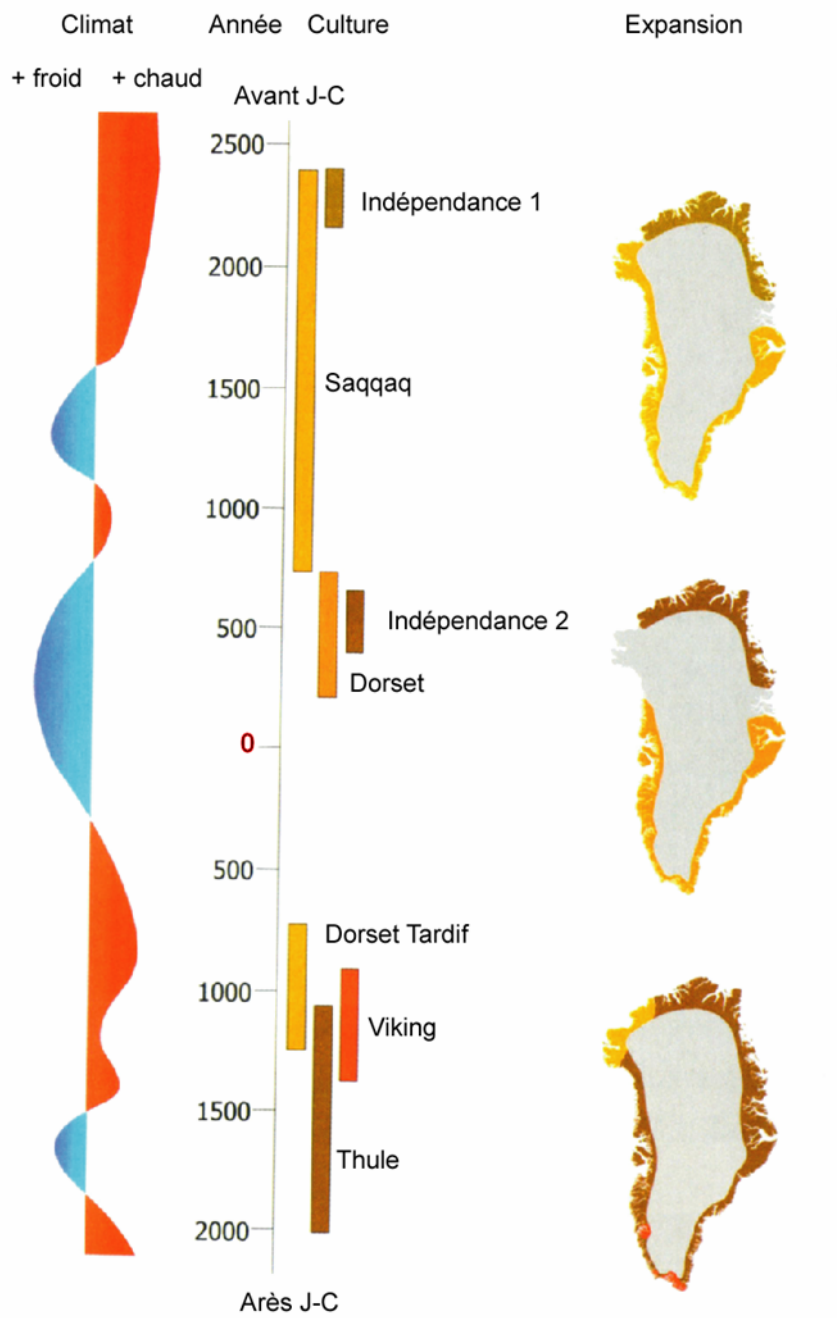 Climat Année Culture Expansion
+ froid + chaud
Avant J-C
2500
Indépendance 1
2000
1500
Saqqaq
1000
500
Indépendance 2
Dorset
0
500
Dorset Tardif
1000
Viking
1500
Thule
2000
Arès J-C